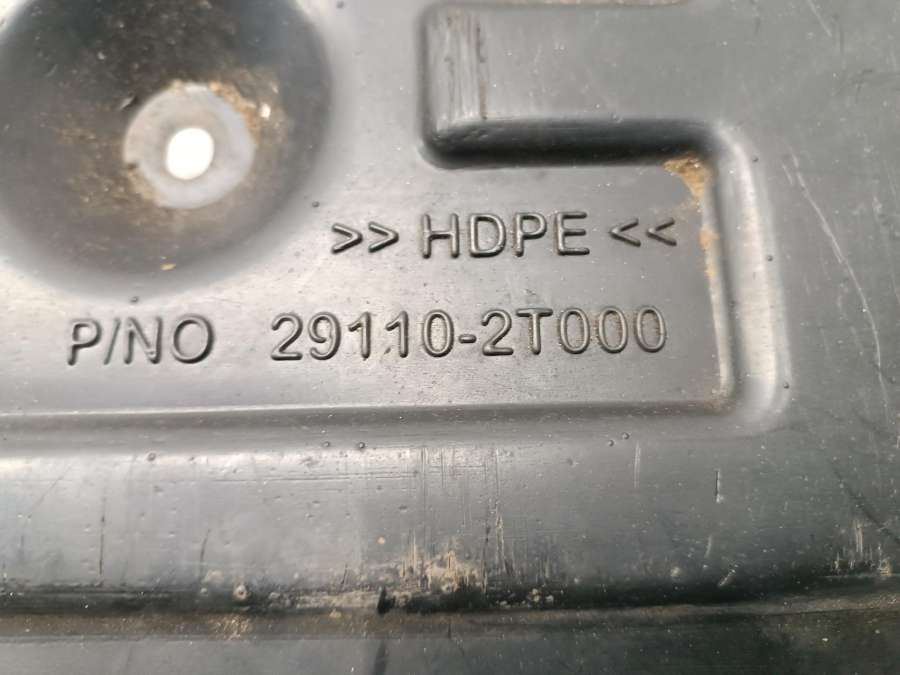 >> HDPE <<
P/NO 29110-2T000